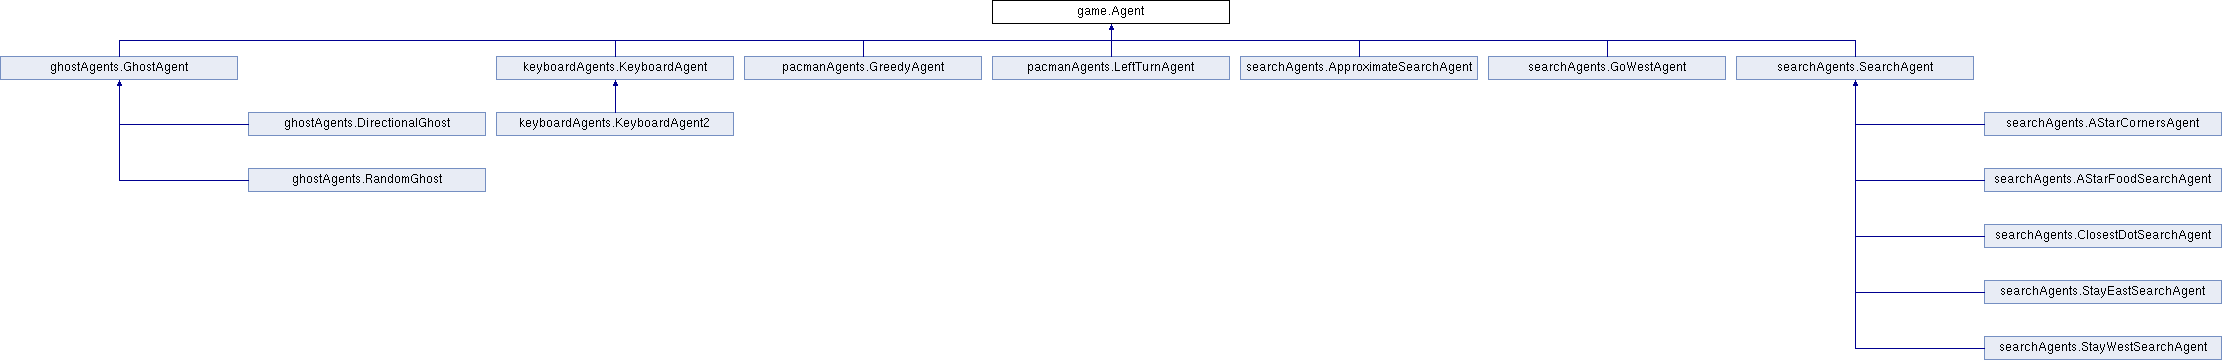 game.Agent
ghostAgents.GhostAgent
keyboardAgents.KeyboardAgent
pacmanAgents.GreedyAgent
pacmanAgents.LeftTurnAgent
searchAgents.ApproximateSearchAgent
searchAgents.GoWestAgent
searchAgents.SearchAgent
ghostAgents.DirectionalGhost
keyboardAgents.KeyboardAgent2
searchAgents.AStarCornersAgent
ghostAgents.RandomGhost
searchAgents.AStarFoodSearchAgent
searchAgents.ClosestDotSearchAgent
searchAgents.StayEastSearchAgent
searchAgents.StayWestSearchAgent